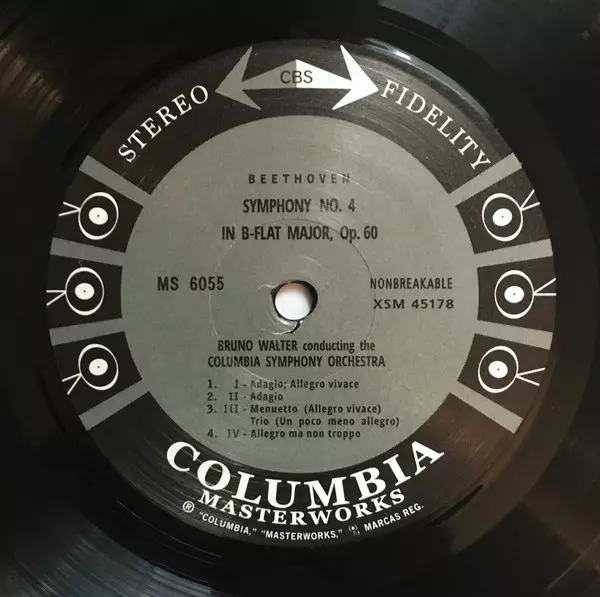 CBS
STEREO FIDELITY
BEETHOVEN
SYMPHONY NO. 4
IN B-FLAT MAJOR, Op. 60
MS 6055
NONBREAKABLE
XSM 45178
BRUNO WALTER conducting the
COLUMBIA SYMPHONY ORCHESTRA
1. I - Adagio; Allegro vivace
2. II - Adagio
3. III - Menuetto (Allegro vivace)
Trio (Un poco meno allegro)
4. IV - Allegro ma non troppo
COLUMBIA
MASTERWORKS
® "COLUMBIA," "MASTERWORKS," MARCAS REG.